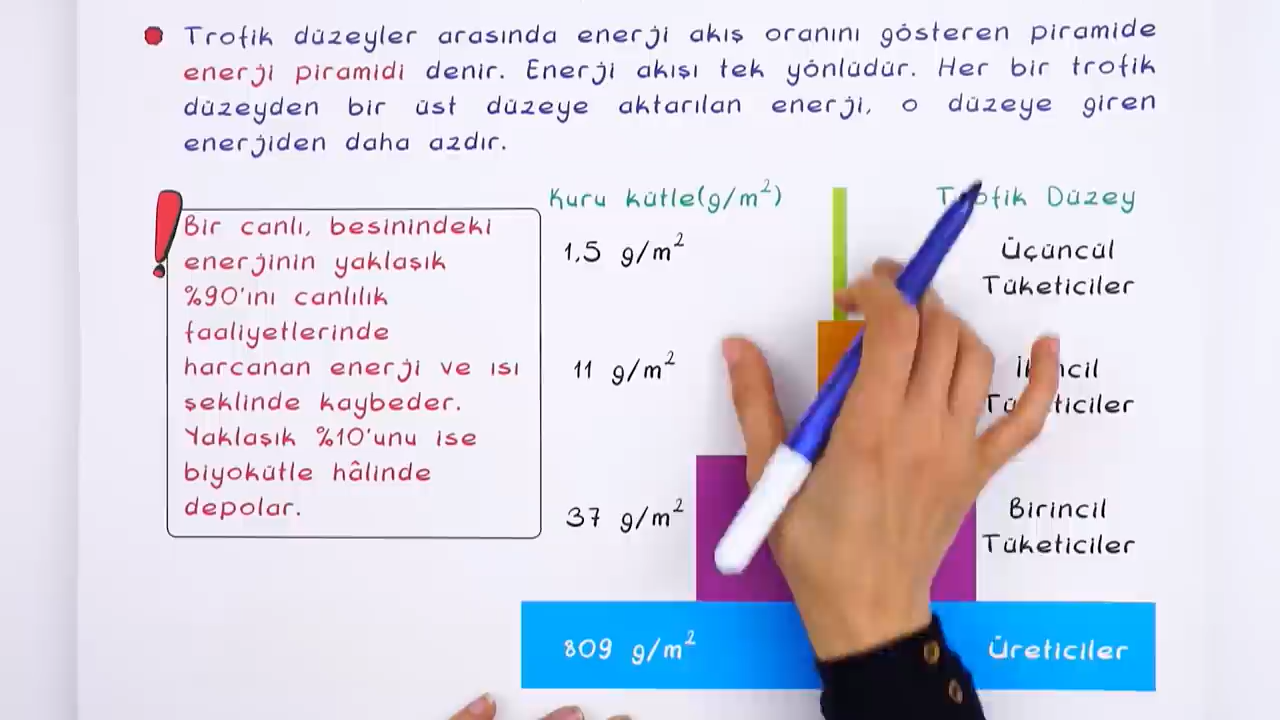 Trofik düzeyler arasında enerji akış oranını gösteren piramide
enerji piramidi denir. Enerji akışı tek yönlüdür. Her bir trofik
düzeyden bir üst düzeye aktarılan enerji, o düzeye giren
enerjiden daha azdır.
Bir canlı, besinindeki
enerjinin yaklaşık
%90'ını canlılık
faaliyetlerinde
harcanan enerji ve ısı
şeklinde kaybeder.
Yaklaşık %10'unu ise
biyokütle hâlinde
depolar.
Kuru kütle(g/m²)
Trofik Düzey
1,5 g/m²
Üçüncül
Tüketiciler
11 g/m²
İkincil
Tüketiciler
37 g/m²
Birincil
Tüketiciler
809 g/m²
Üreticiler